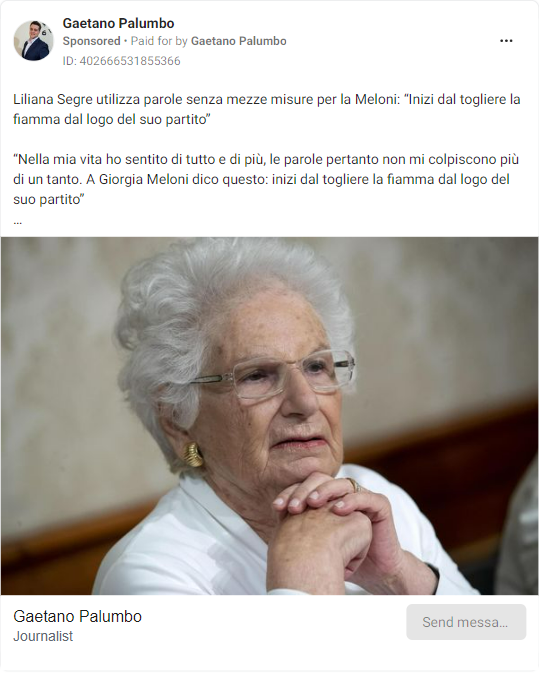 Gaetano Palumbo
Sponsored • Paid for by Gaetano Palumbo
ID: 402666531855366
Liliana Segre utilizza parole senza mezze misure per la Meloni: “Inizi dal togliere la
fiamma dal logo del suo partito”
“Nella mia vita ho sentito di tutto e di più, le parole pertanto non mi colpiscono più
di un tanto. A Giorgia Meloni dico questo: inizi dal togliere la fiamma dal logo del
suo partito”
...
Gaetano Palumbo
Journalist
Send messa...